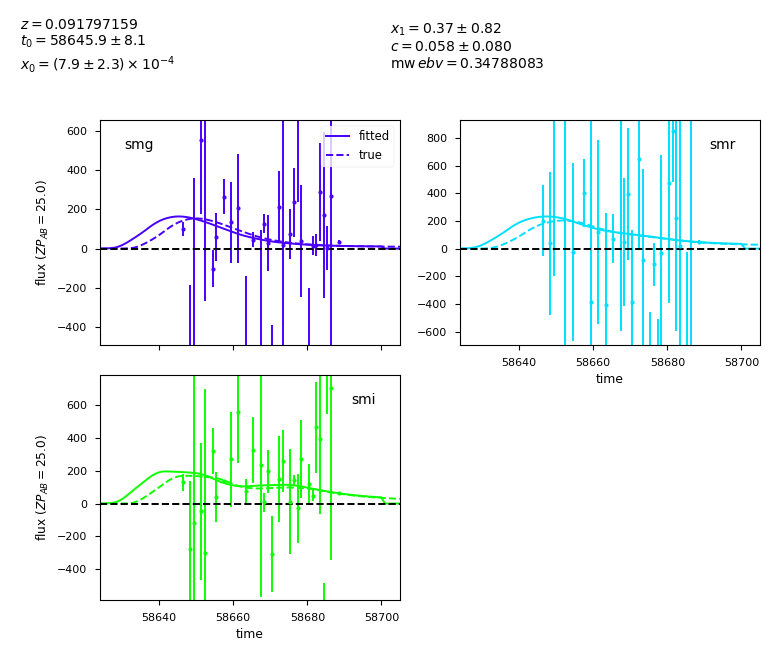 z = 0.091797159
t₀ = 58645.9 ± 8.1
x₀ = (7.9 ± 2.3) × 10⁻⁴
x₁ = 0.37 ± 0.82
c = 0.058 ± 0.080
mw ebv = 0.34788083
smg
fitted
true
600
400
200
0
−200
−400
flux (ZP_AB = 25.0)
smr
800
600
400
200
0
−200
−400
−600
58640
58660
58680
58700
time
smi
600
400
200
0
−200
−400
flux (ZP_AB = 25.0)
58640
58660
58680
58700
time